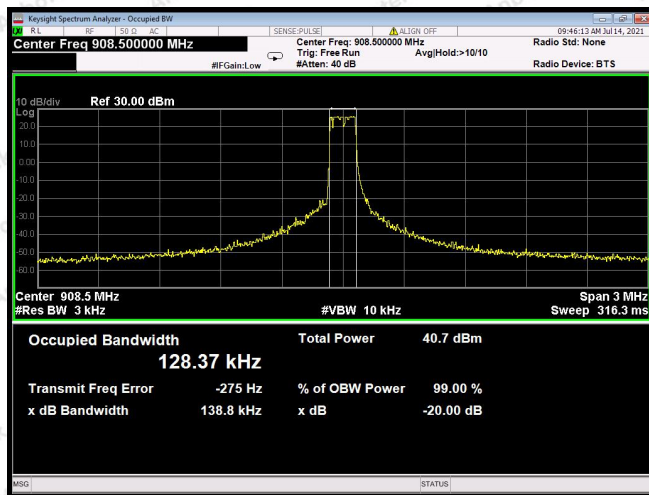 Keysight Spectrum Analyzer - Occupied BW
RL RF 50 Ω AC SENSE:PULSE ALIGN OFF 09:46:13 AM Jul 14, 2021
Center Freq 908.500000 MHz Center Freq: 908.500000 MHz Radio Std: None
Trig: Free Run Avg|Hold:>10/10
#IFGain:Low #Atten: 40 dB Radio Device: BTS
10 dB/div Ref 30.00 dBm
Log
20.0
10.0
0.00
-10.0
-20.0
-30.0
-40.0
-50.0
-60.0
Center 908.5 MHz Span 3 MHz
#Res BW 3 kHz #VBW 10 kHz Sweep 316.3 ms
Occupied Bandwidth Total Power 40.7 dBm
128.37 kHz
Transmit Freq Error -275 Hz % of OBW Power 99.00 %
x dB Bandwidth 138.8 kHz x dB -20.00 dB
MSG STATUS